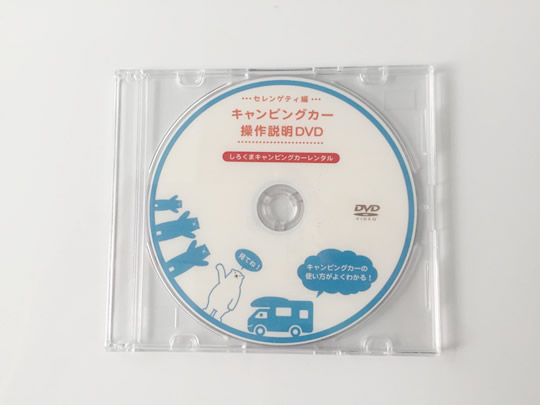 セレンゲティ編
キャンピングカー
操作説明DVD
しろくまキャンピングカーレンタル
DVD
VIDEO
見てね！
キャンピングカーの
使い方がよくわかる！